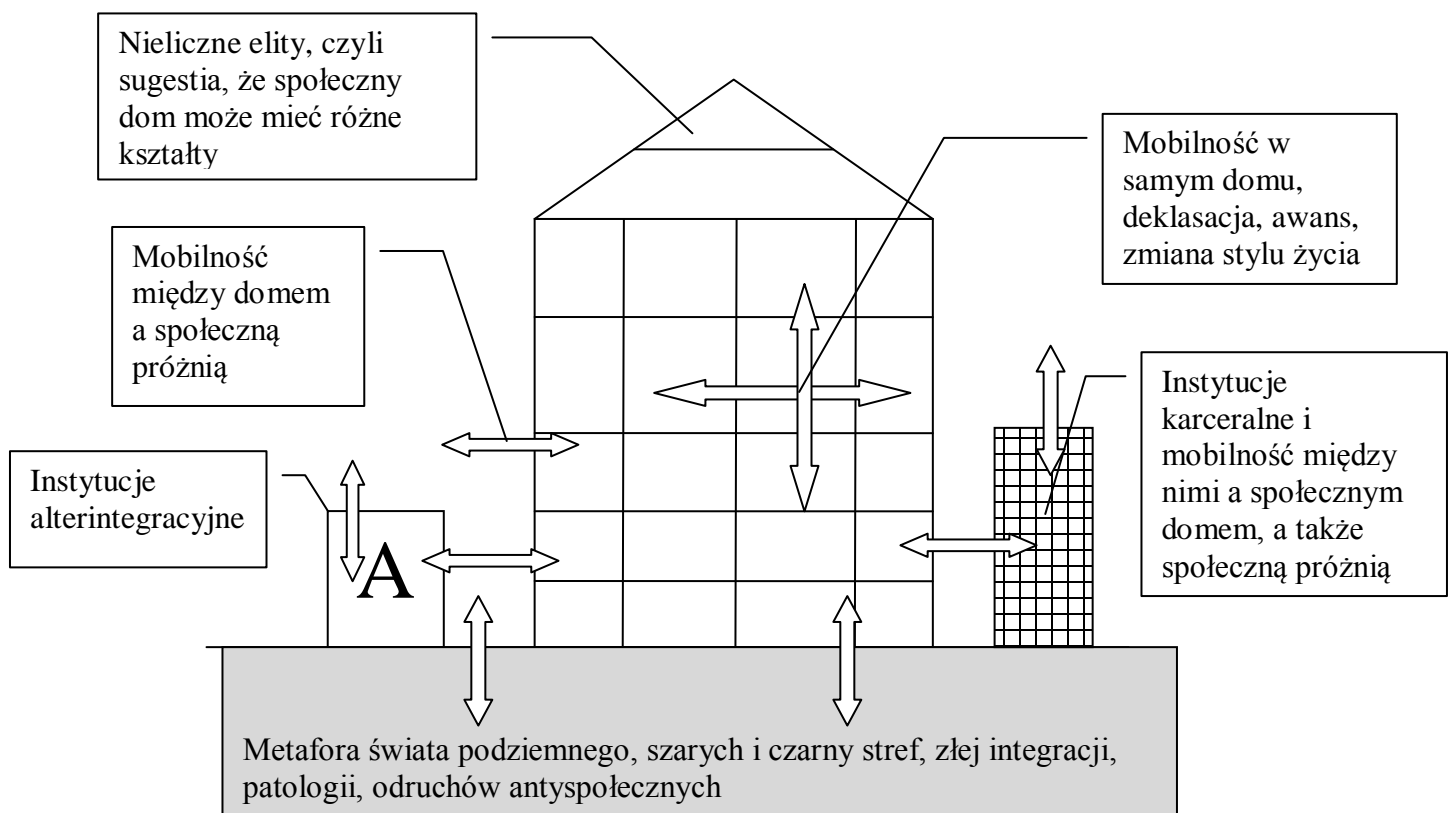 Nieliczne elity, czyli
sugestia, że społeczny
dom może mieć różne
kształty
Mobilność w
samym domu,
deklasacja, awans,
zmiana stylu życia
Mobilność
między domem
a społeczną
próżnią
Instytucje
karceralne i
mobilność między
nimi a społecznym
domem, a także
społeczną próżnią
Instytucje
alterintegracyjne
A
Metafora świata podziemnego, szarych i czarny stref, złej integracji,
patologii, odruchów antyspołecznych